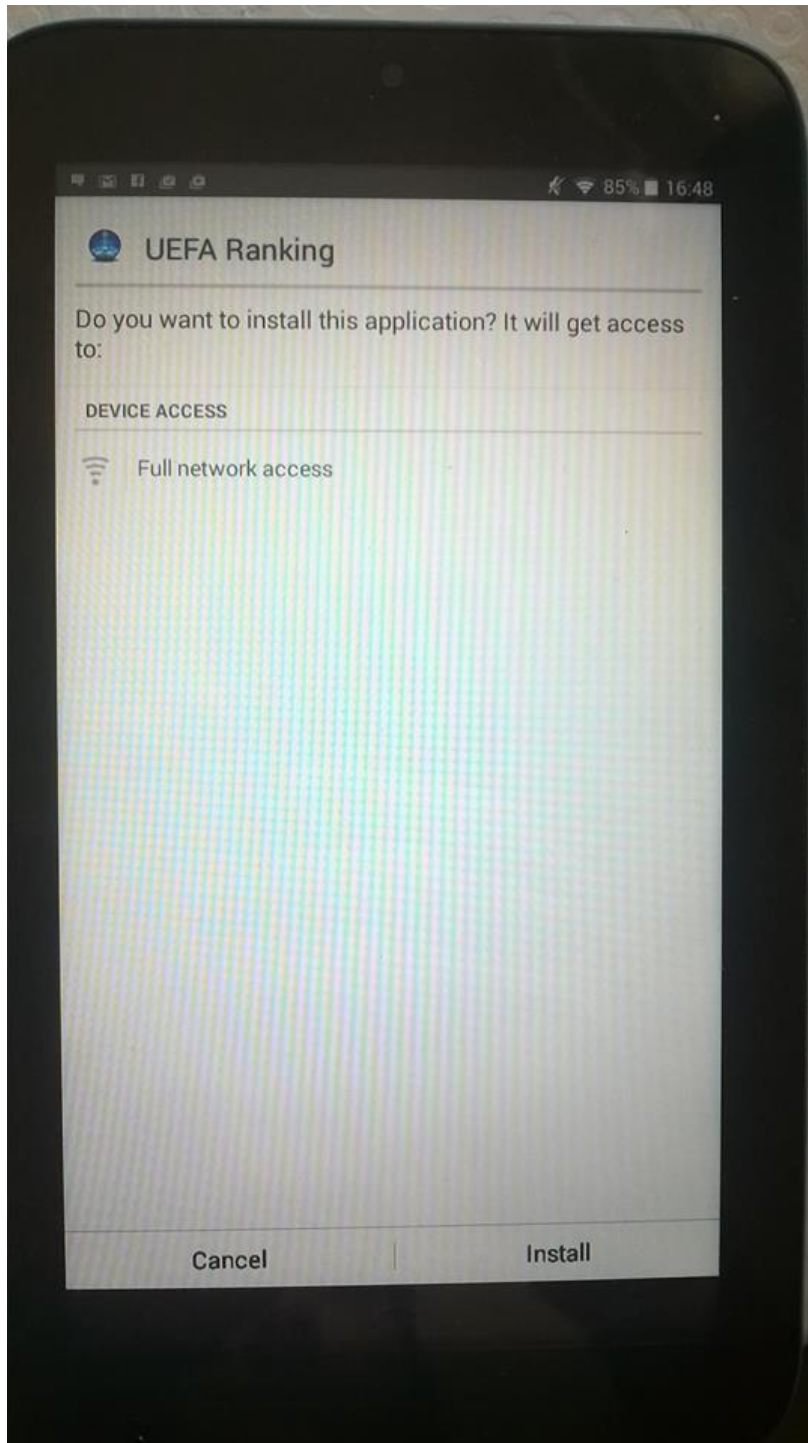 85% 16:48
UEFA Ranking
Do you want to install this application? It will get access
to:
DEVICE ACCESS
Full network access
Cancel
Install